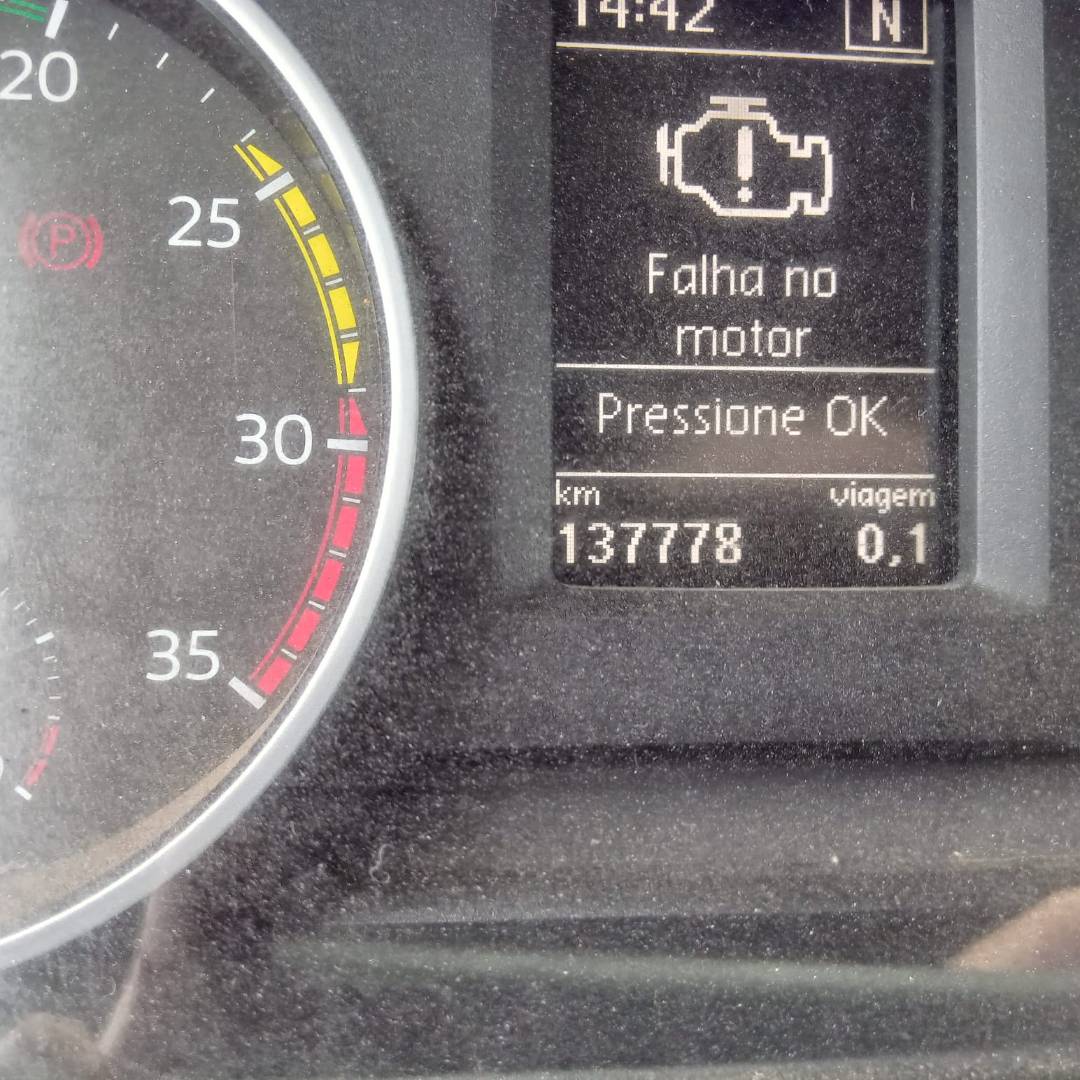 14:42 N
Falha no
motor
Pressione OK
km viagem
137778 0,1
20
25
P
30
35